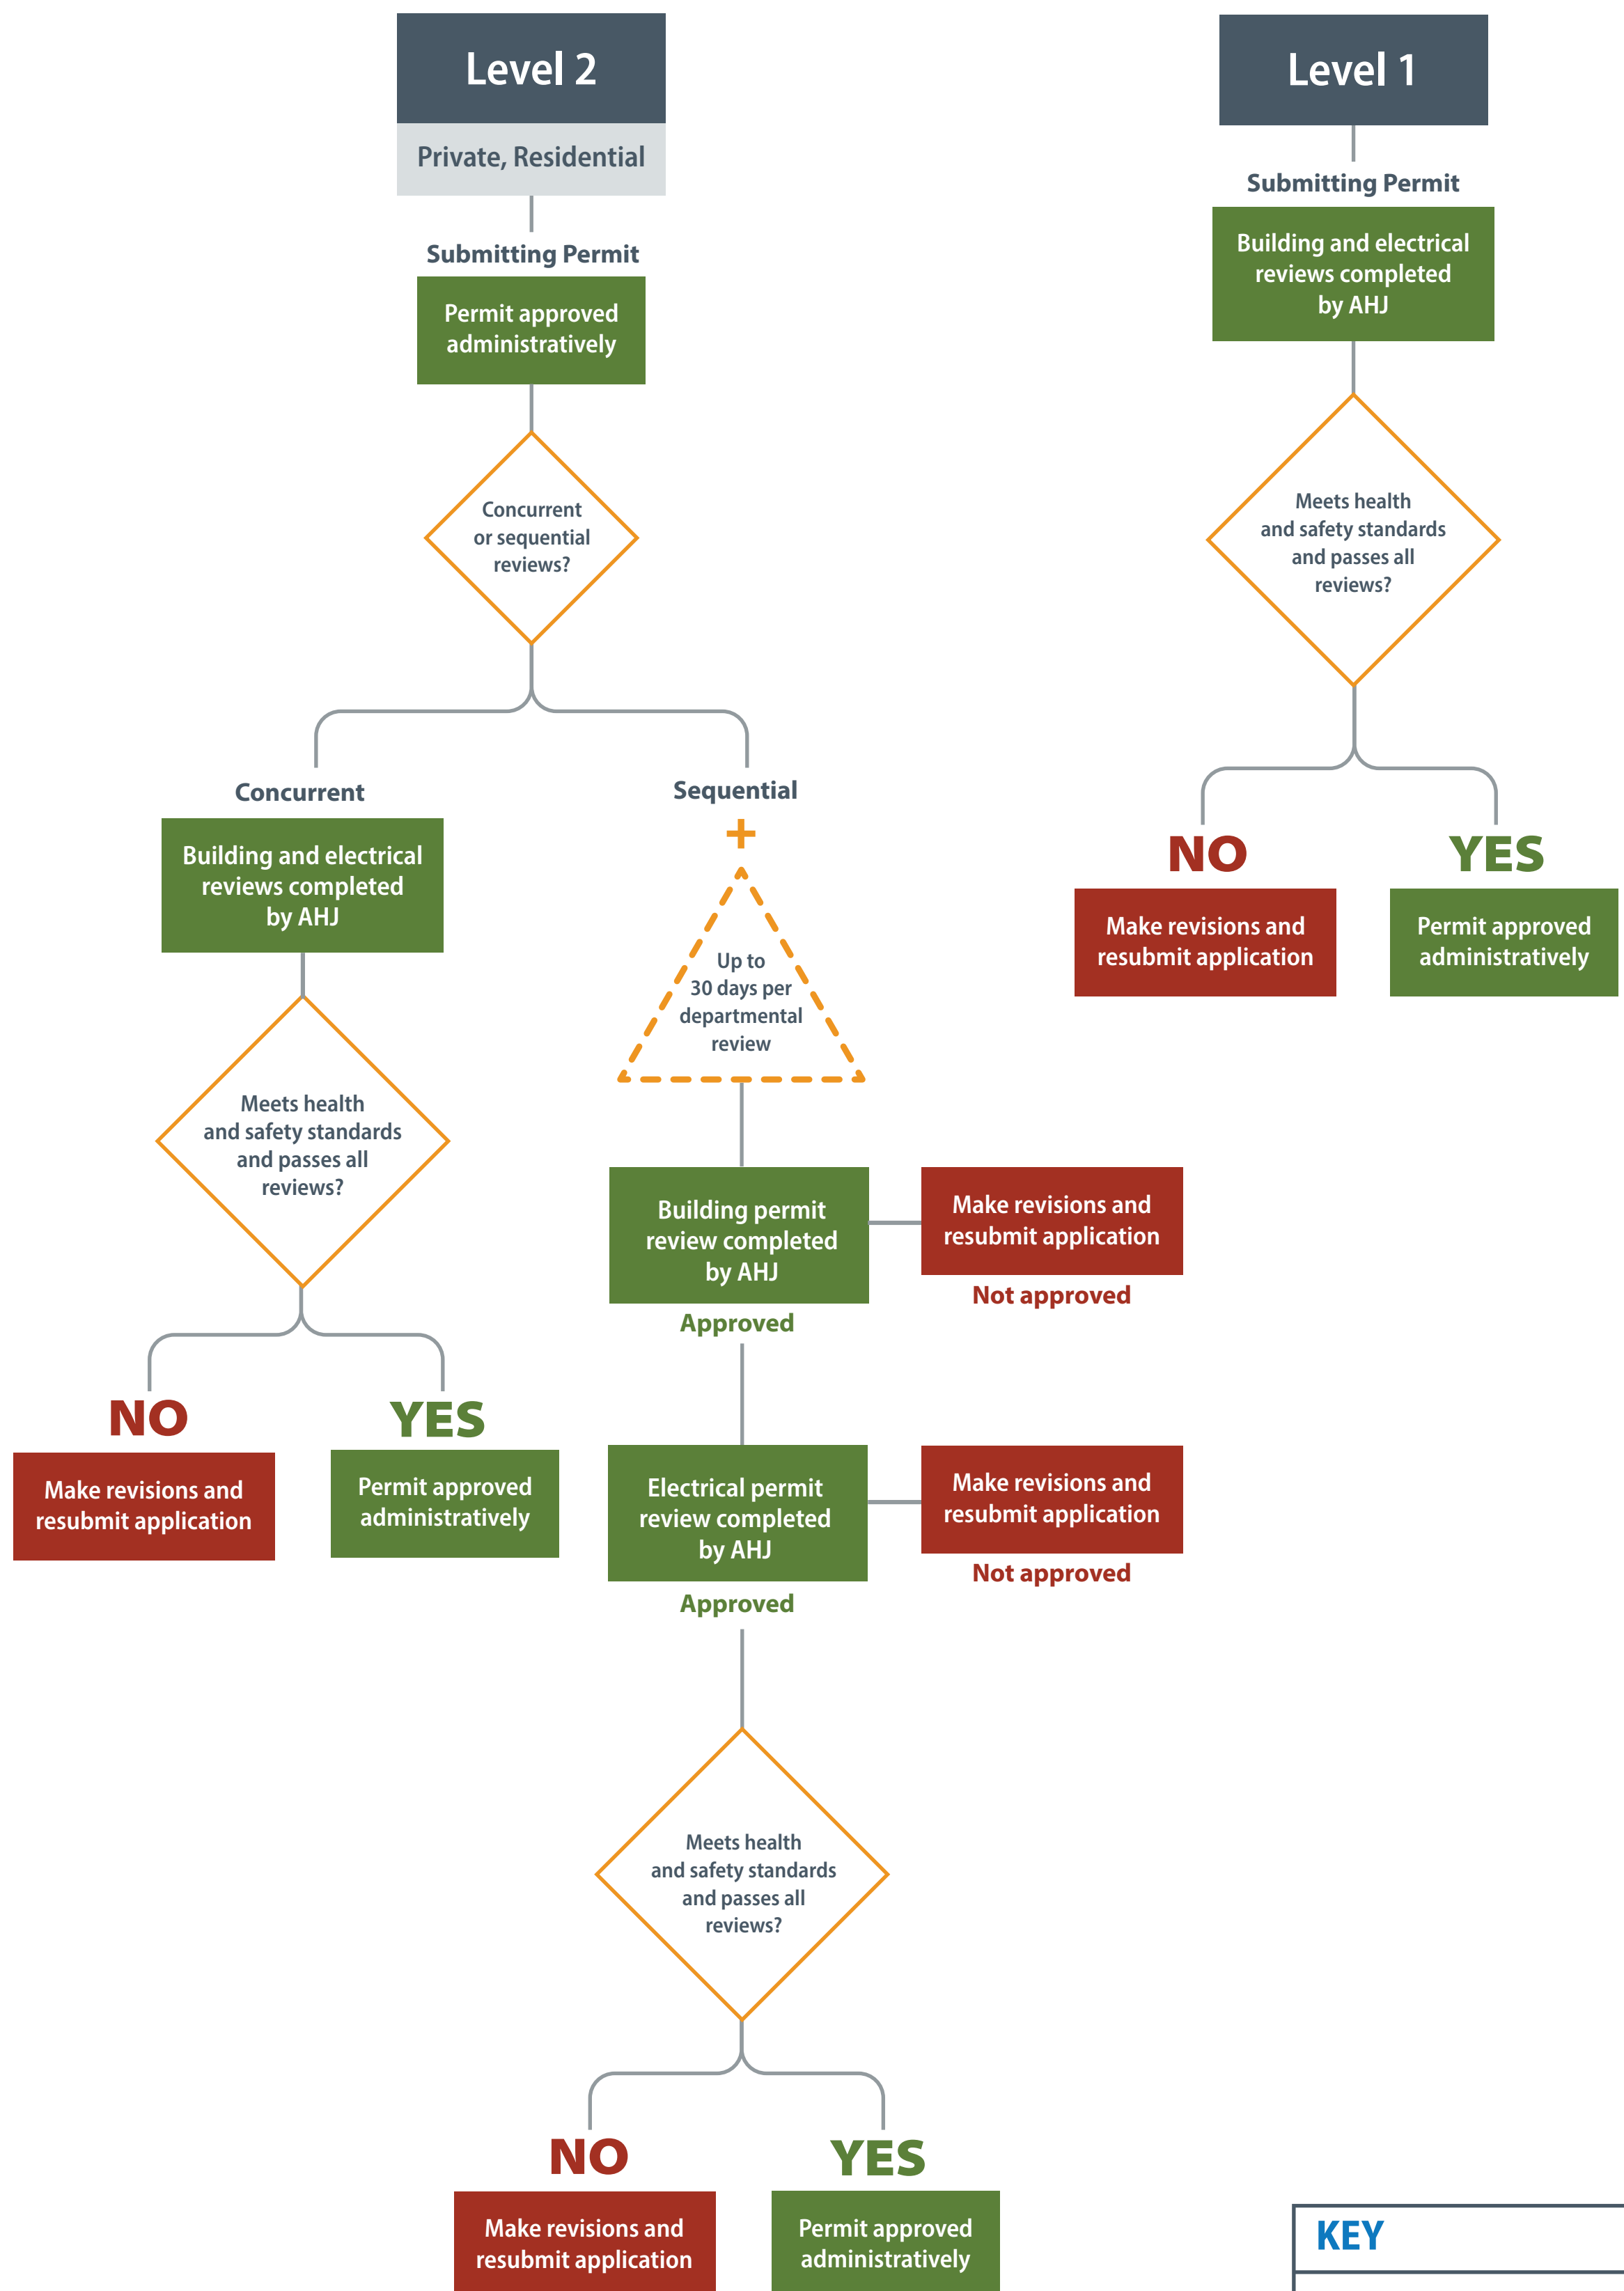 Level 2
Private, Residential
Submitting Permit
Permit approved
administratively
Concurrent
or sequential
reviews?
Concurrent
Building and electrical
reviews completed
by AHJ
Meets health
and safety standards
and passes all
reviews?
NO
Make revisions and
resubmit application
YES
Permit approved
administratively
Sequential
+
Up to
30 days per
departmental
review
Building permit
review completed
by AHJ
Approved
Make revisions and
resubmit application
Not approved
Electrical permit
review completed
by AHJ
Approved
Make revisions and
resubmit application
Not approved
Meets health
and safety standards
and passes all
reviews?
NO
Make revisions and
resubmit application
YES
Permit approved
administratively
Level 1
Submitting Permit
Building and electrical
reviews completed
by AHJ
Meets health
and safety standards
and passes all
reviews?
NO
Make revisions and
resubmit application
YES
Permit approved
administratively
KEY